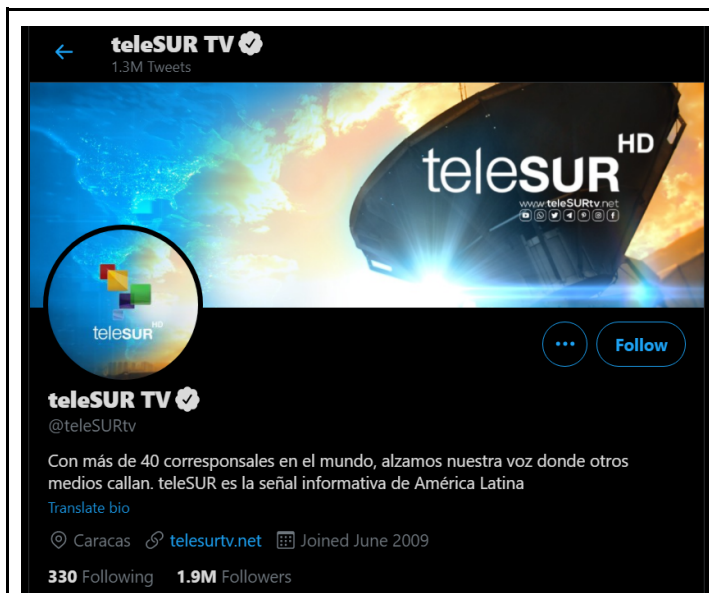 teleSUR TV
1.3M Tweets
teleSUR HD
www.teleSURtv.net
teleSUR HD
Follow
teleSUR TV
@teleSURtv
Con más de 40 corresponsales en el mundo, alzamos nuestra voz donde otros
medios callan. teleSUR es la señal informativa de América Latina
Translate bio
Caracas telesurtv.net Joined June 2009
330 Following 1.9M Followers